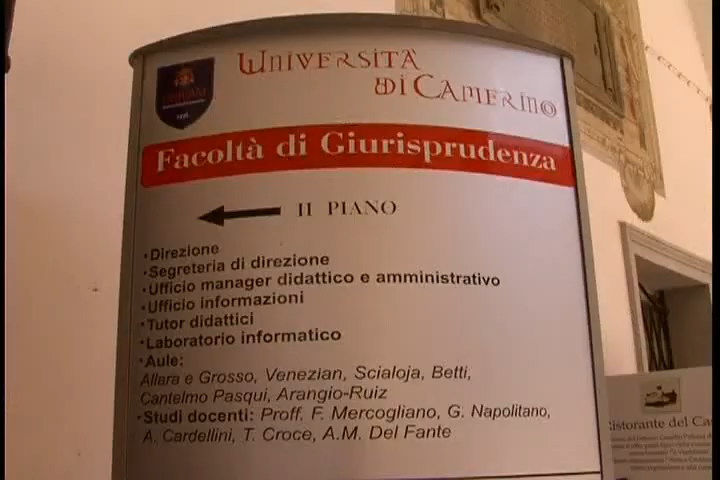 UNIVERSITÀ
DI CAMERINO
UNICAM
Facoltà di Giurisprudenza
II PIANO
• Direzione
• Segreteria di direzione
• Ufficio manager didattico e amministrativo
• Ufficio informazioni
• Tutor didattici
• Laboratorio informatico
• Aule:
Allara e Grosso, Venezian, Scialoja, Betti,
Cantelmo Pasqui, Arangio-Ruiz
• Studi docenti: Proff. F. Mercogliano, G. Napolitano,
A. Cardellini, T. Croce, A.M. Del Fante
Ristorante del